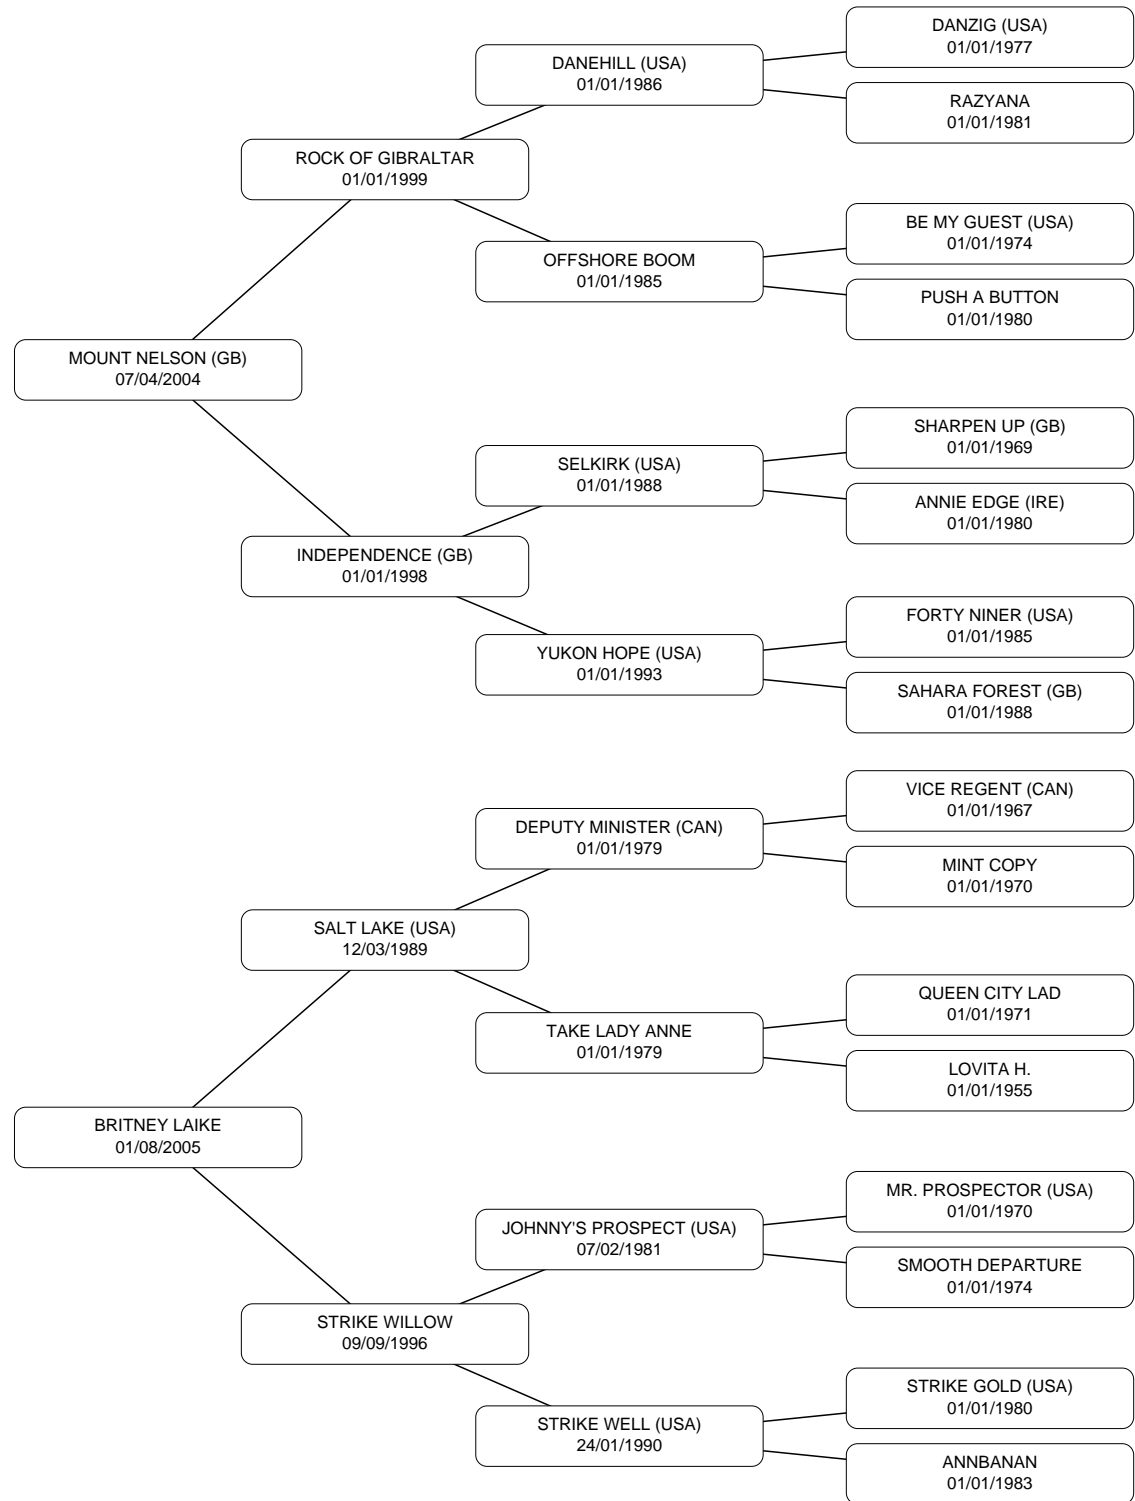 DANZIG (USA)
01/01/1977
DANEHILL (USA)
01/01/1986
RAZYANA
01/01/1981
ROCK OF GIBRALTAR
01/01/1999
BE MY GUEST (USA)
01/01/1974
OFFSHORE BOOM
01/01/1985
PUSH A BUTTON
01/01/1980
MOUNT NELSON (GB)
07/04/2004
SHARPEN UP (GB)
01/01/1969
SELKIRK (USA)
01/01/1988
ANNIE EDGE (IRE)
01/01/1980
INDEPENDENCE (GB)
01/01/1998
FORTY NINER (USA)
01/01/1985
YUKON HOPE (USA)
01/01/1993
SAHARA FOREST (GB)
01/01/1988
VICE REGENT (CAN)
01/01/1967
DEPUTY MINISTER (CAN)
01/01/1979
MINT COPY
01/01/1970
SALT LAKE (USA)
12/03/1989
QUEEN CITY LAD
01/01/1971
TAKE LADY ANNE
01/01/1979
LOVITA H.
01/01/1955
BRITNEY LAIKE
01/08/2005
MR. PROSPECTOR (USA)
01/01/1970
JOHNNY'S PROSPECT (USA)
07/02/1981
SMOOTH DEPARTURE
01/01/1974
STRIKE WILLOW
09/09/1996
STRIKE GOLD (USA)
01/01/1980
STRIKE WELL (USA)
24/01/1990
ANNBANAN
01/01/1983